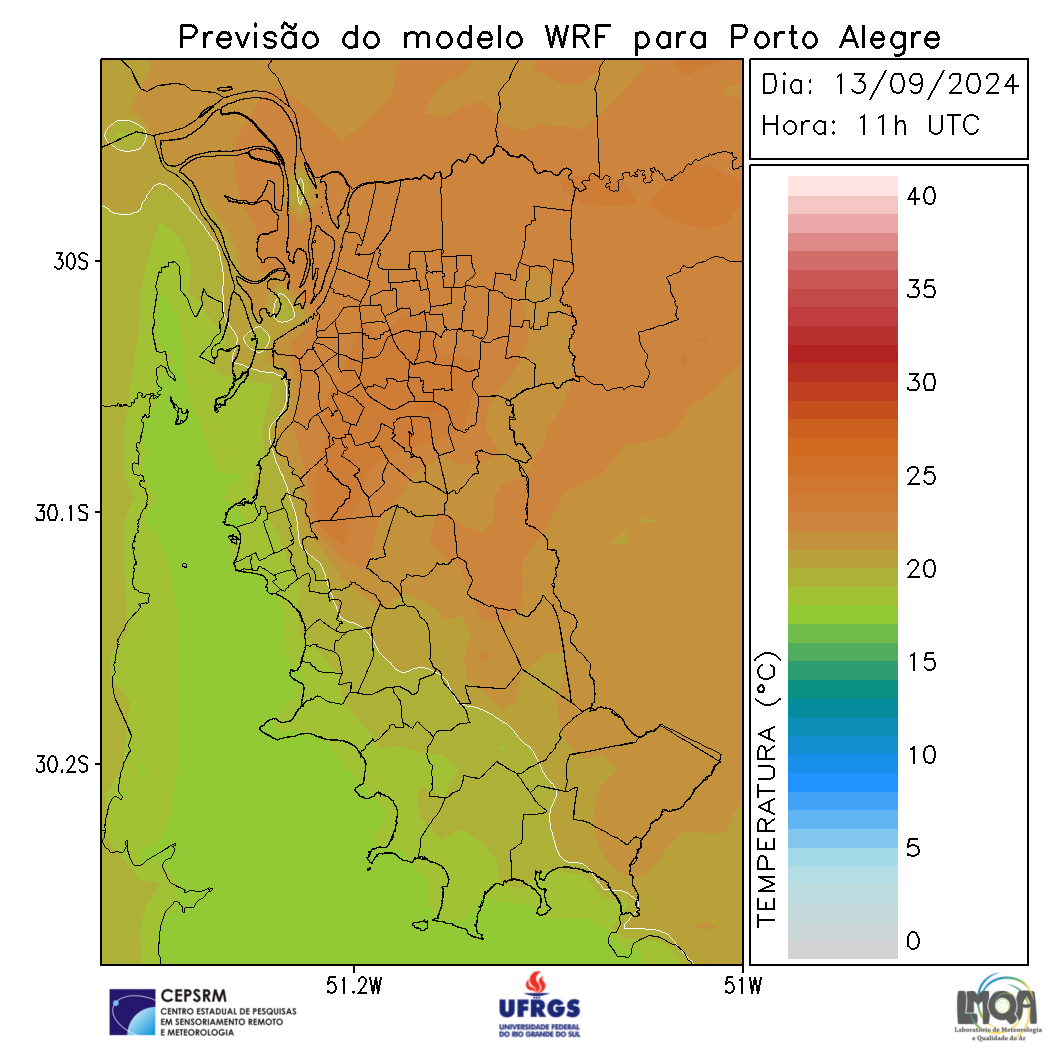 Previsão do modelo WRF para Porto Alegre
Dia: 13/09/2024
Hora: 11h UTC
40
35
30
25
20
15
10
5
0
TEMPERATURA (°C)
30S
30.1S
30.2S
51.2W
51W
CEPSRM
CENTRO ESTADUAL DE PESQUISAS
EM SENSORIAMENTO REMOTO
E METEOROLOGIA
UFRGS
UNIVERSIDADE FEDERAL
DO RIO GRANDE DO SUL
LMQA
Laboratório de Meteorologia
e Qualidade do Ar